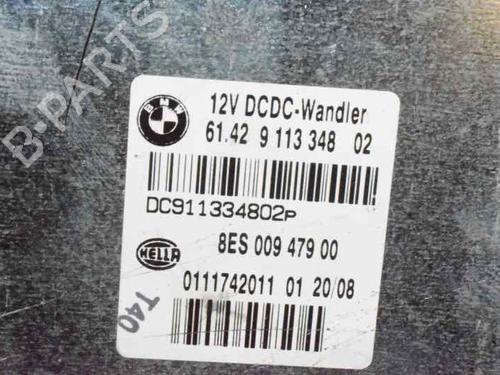 B-PARTS
BMW
12V DCDC-Wandler
61.42 9 113 348 02
DC911334802P
HELLA
8ES 009 479 00
0111742011 01 20/08
T40